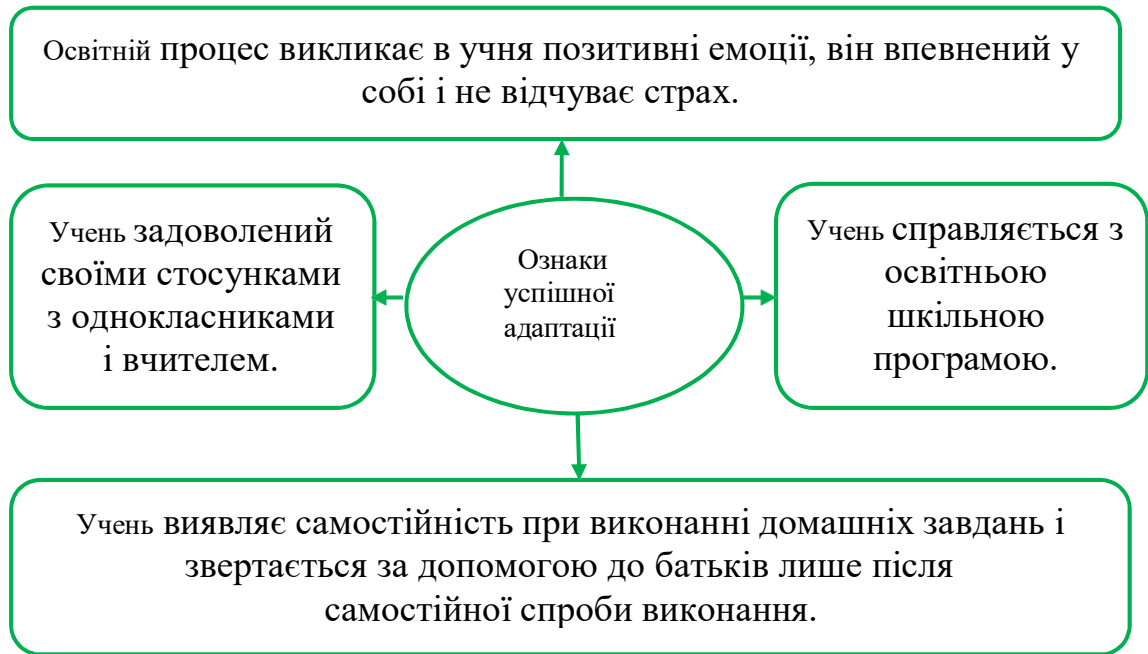 Освітній процес викликає в учня позитивні емоції, він впевнений у
собі і не відчуває страх.
Учень задоволений
своїми стосунками
з однокласниками
і вчителем.
Ознаки
успішної
адаптації
Учень справляється з
освітньою
шкільною
програмою.
Учень виявляє самостійність при виконанні домашніх завдань і
звертається за допомогою до батьків лише після
самостійної спроби виконання.